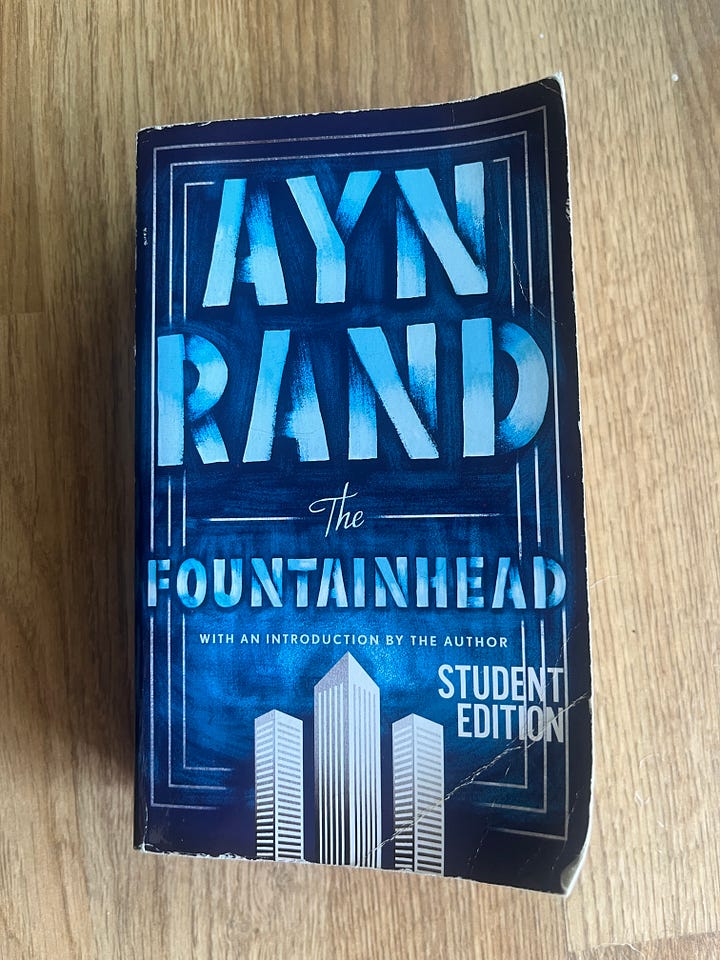 AYN
RAND
The
FOUNTAINHEAD
WITH AN INTRODUCTION BY THE AUTHOR
STUDENT
EDITION